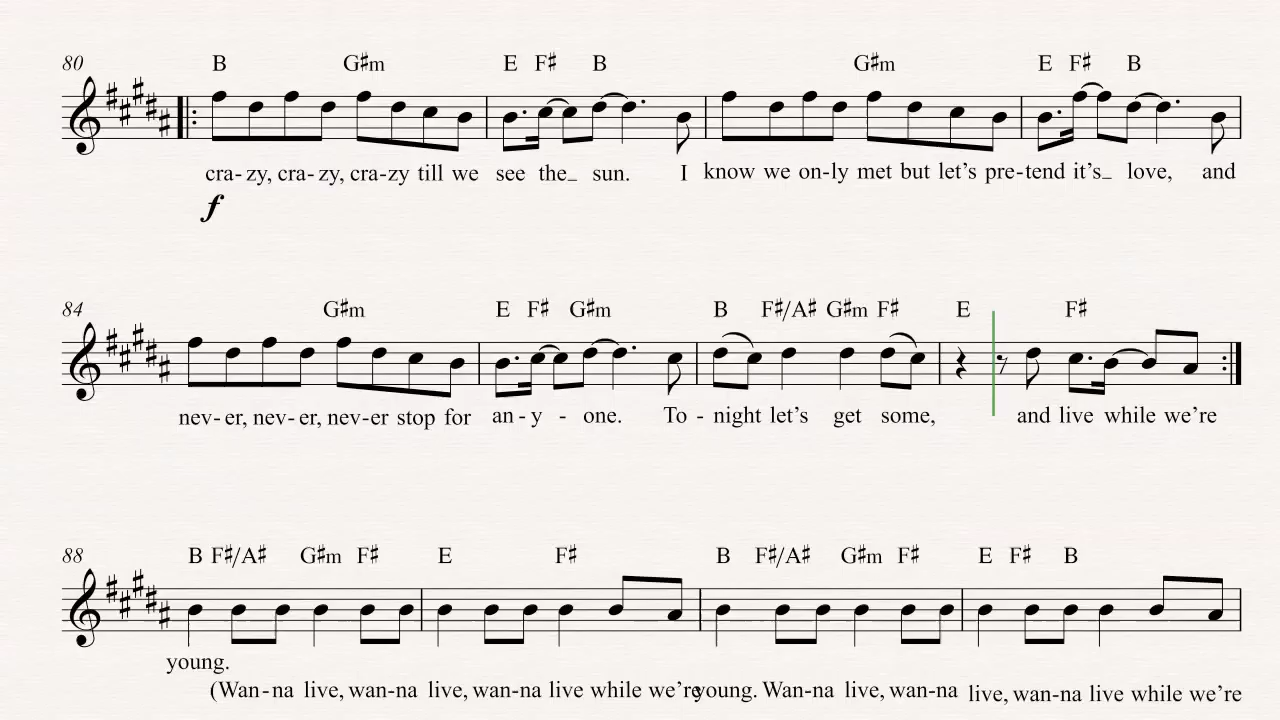 80 B G♯m E F♯ B G♯m E F♯ B
cra- zy, cra- zy, cra-zy till we see the_ sun. I know we on-ly met but let's pre-tend it's_ love, and
f
84 G♯m E F♯ G♯m B F♯/A♯ G♯m F♯ E F♯
nev- er, nev- er, nev-er stop for an - y - one. To - night let's get some, and live while we're
88 B F♯/A♯ G♯m F♯ E F♯ B F♯/A♯ G♯m F♯ E F♯ B
young.
(Wan-na live, wan-na live, wan-na live while we're young. Wan-na live, wan-na live, wan-na live while we're